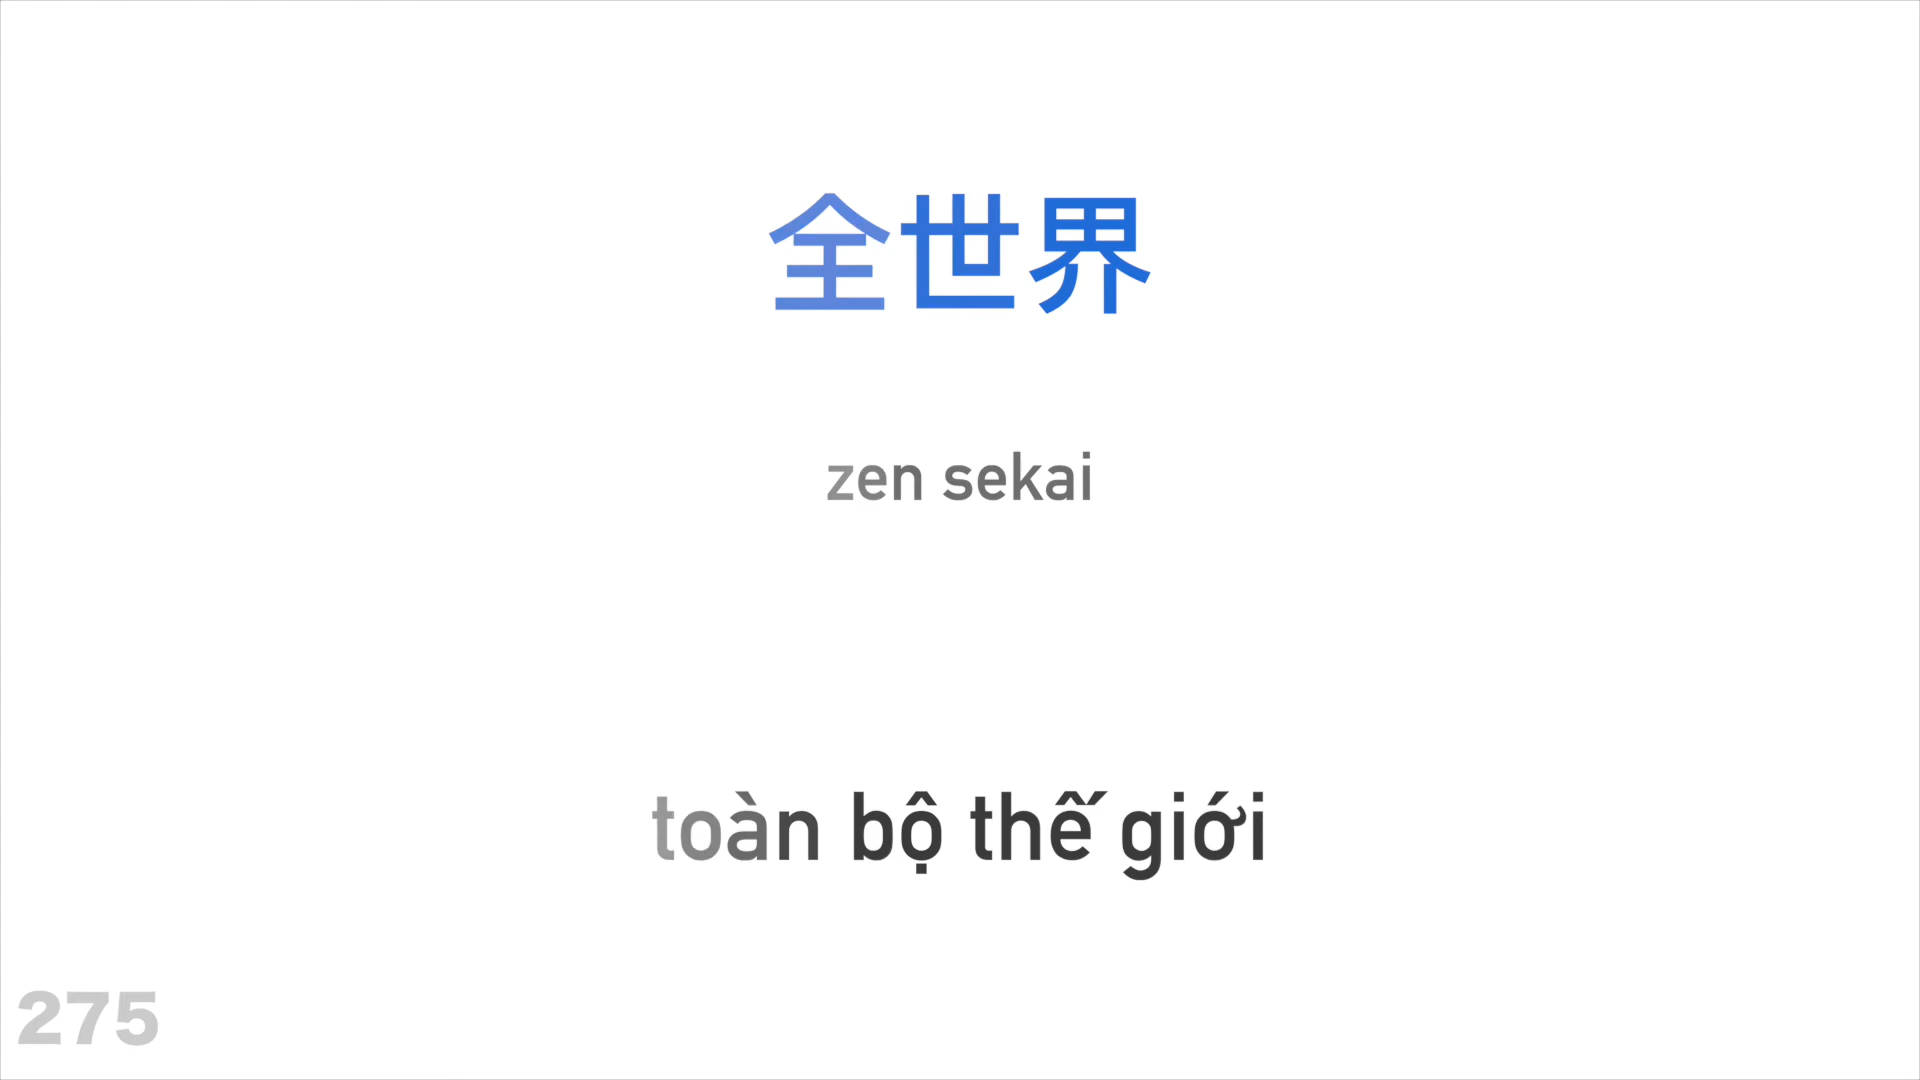 全世界
zen sekai
toàn bộ thế giới
275